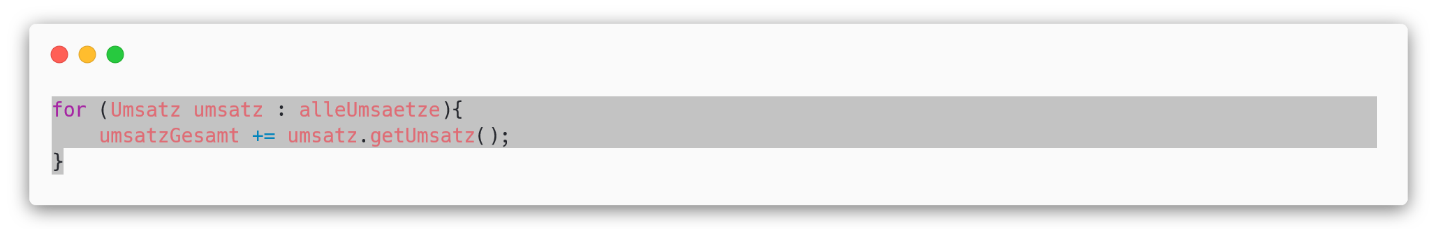 for (Umsatz umsatz : alleUmsaetze){
    umsatzGesamt += umsatz.getUmsatz();
}